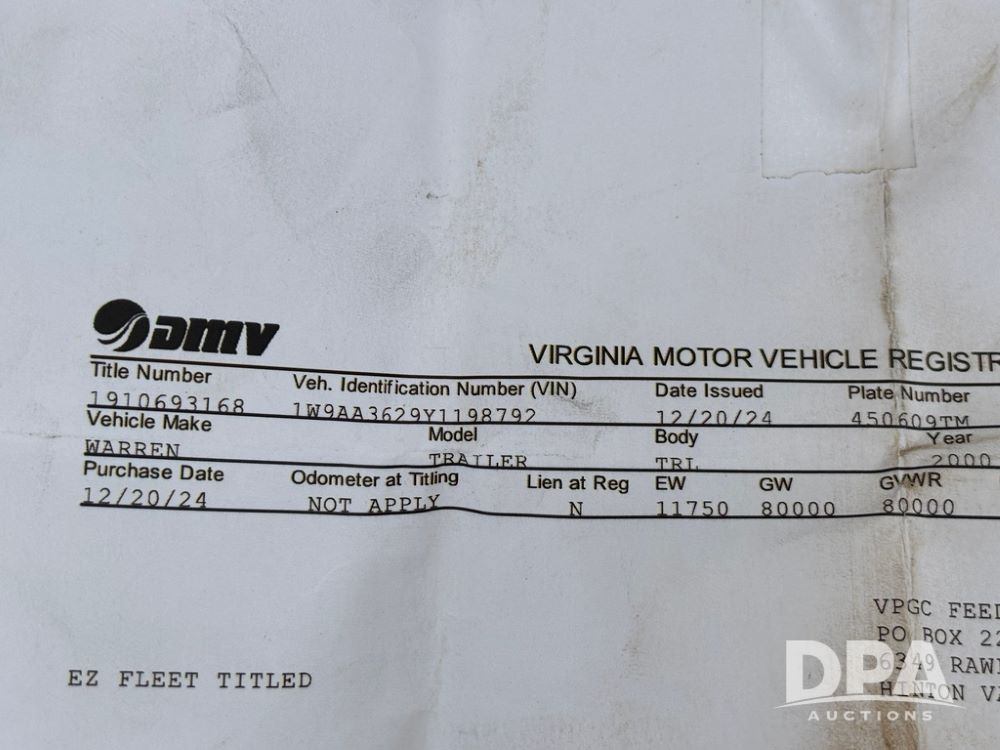 DMV
VIRGINIA MOTOR VEHICLE REGISTR
Title Number Veh. Identification Number (VIN) Date Issued Plate Number
1910693168 1W9AA3629Y1198792 12/20/24 450609TM
Vehicle Make Model Body Year
WARREN TRAILER TRL 2000
Purchase Date Odometer at Titling Lien at Reg EW GW GVWR
12/20/24 NOT APPLY N 11750 80000 80000
VPGC FEED
PO BOX 22
6349 RAWL
HINTON VA
EZ FLEET TITLED
DPA
AUCTIONS